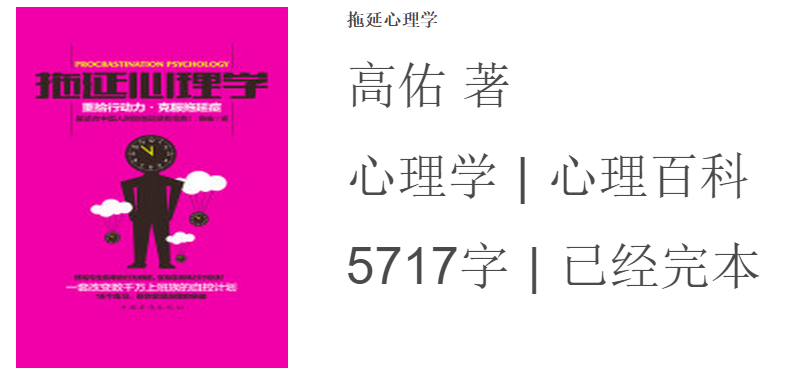 PROCRASTINATION PSYCHOLOGY
拖延心理学
重拾行动力·克服拖延症
一套改变数千万上班族的自控计划
拖延心理学
高佑 著
心理学 | 心理百科
5717字 | 已经完本